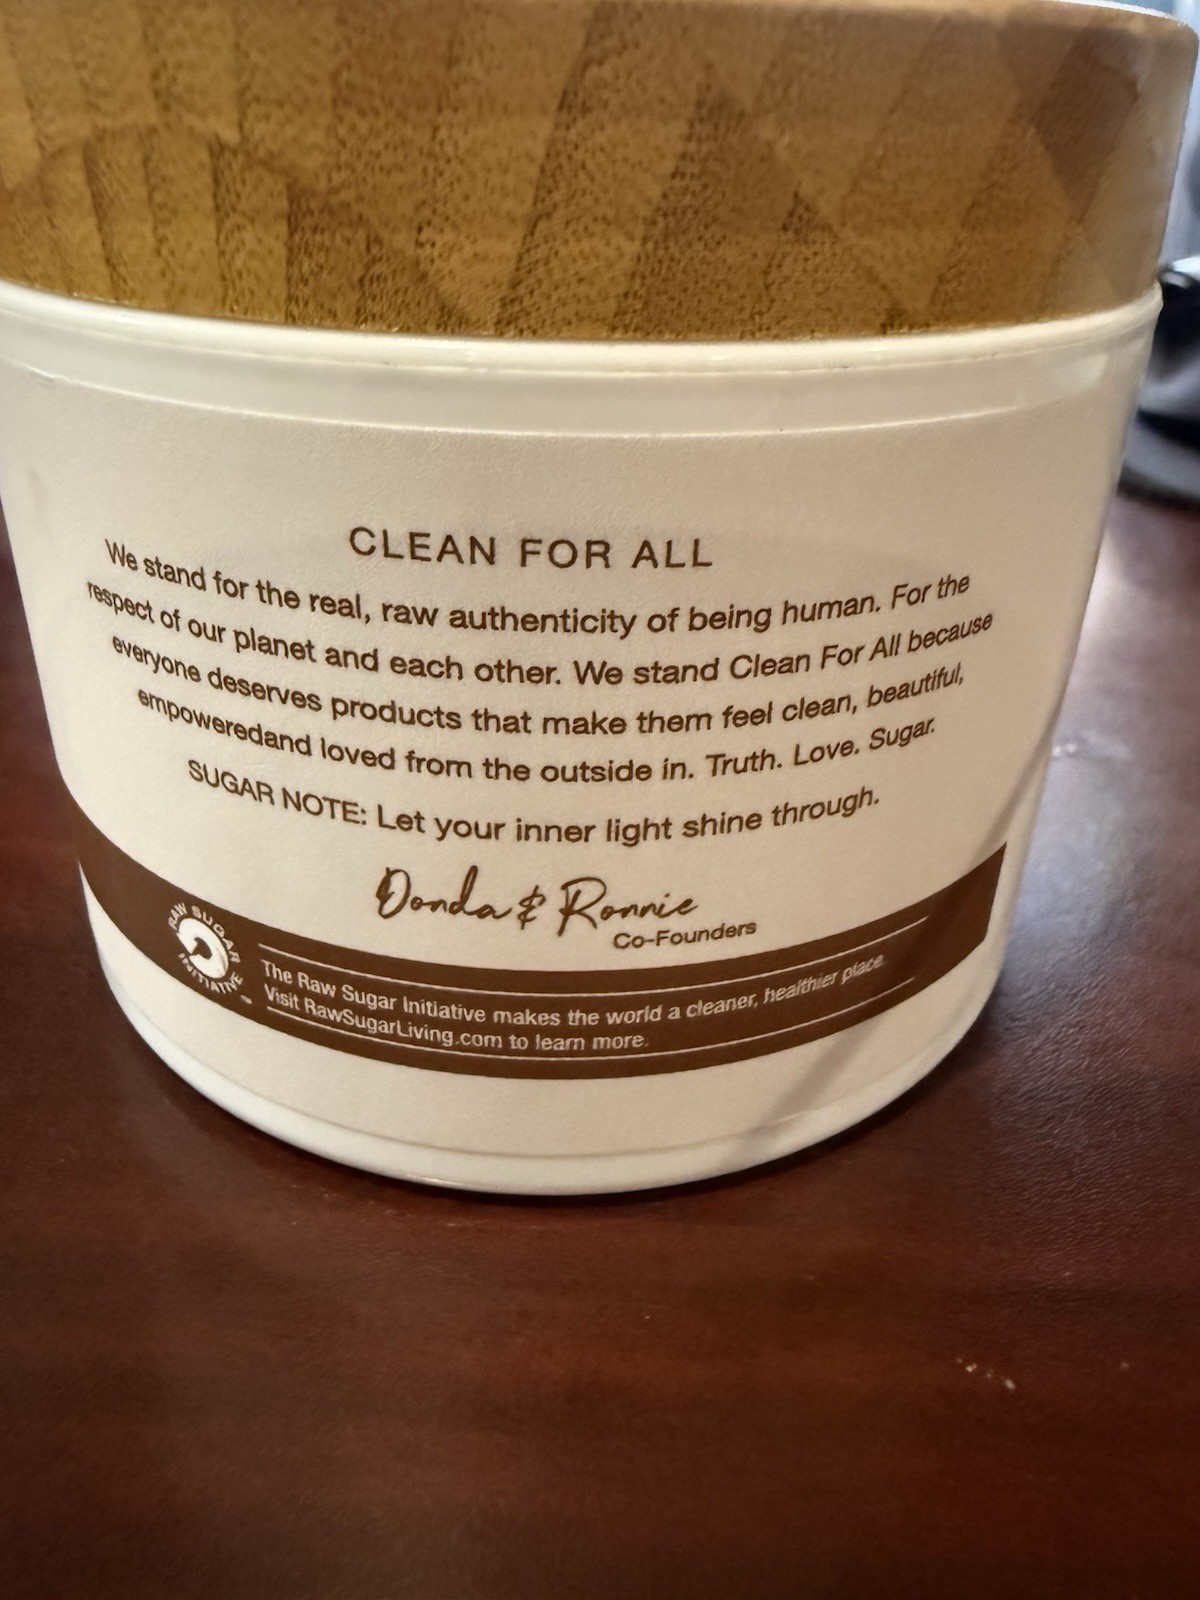 CLEAN FOR ALL
We stand for the real, raw authenticity of being human. For the
respect of our planet and each other. We stand Clean For All because
everyone deserves products that make them feel clean, beautiful,
empoweredand loved from the outside in. Truth. Love. Sugar.
SUGAR NOTE: Let your inner light shine through.
Donda & Ronnie
Co-Founders
RAW SUGAR
INITIATIVE
The Raw Sugar Initiative makes the world a cleaner, healthier place.
Visit RawSugarLiving.com to learn more.